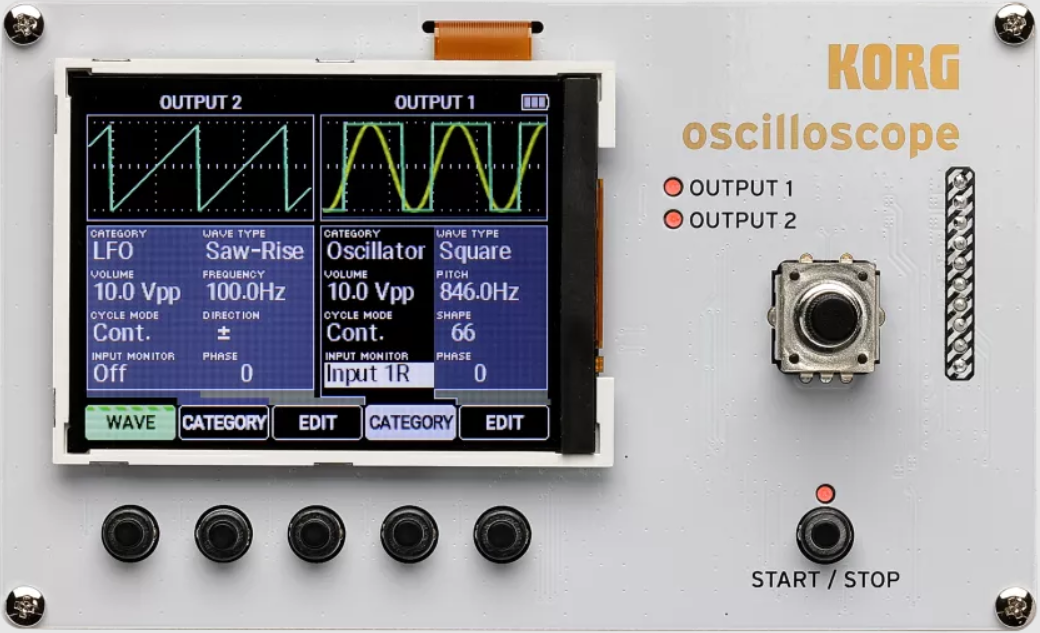 KORG
oscilloscope
OUTPUT 2
OUTPUT 1
CATEGORY WAVE TYPE
LFO Saw-Rise
VOLUME FREQUENCY
10.0 Vpp 100.0Hz
CYCLE MODE DIRECTION
Cont. ±
INPUT MONITOR PHASE
Off 0
CATEGORY WAVE TYPE
Oscillator Square
VOLUME PITCH
10.0 Vpp 846.0Hz
CYCLE MODE SHAPE
Cont. 66
INPUT MONITOR PHASE
Input 1R 0
WAVE CATEGORY EDIT CATEGORY EDIT
OUTPUT 1
OUTPUT 2
START / STOP